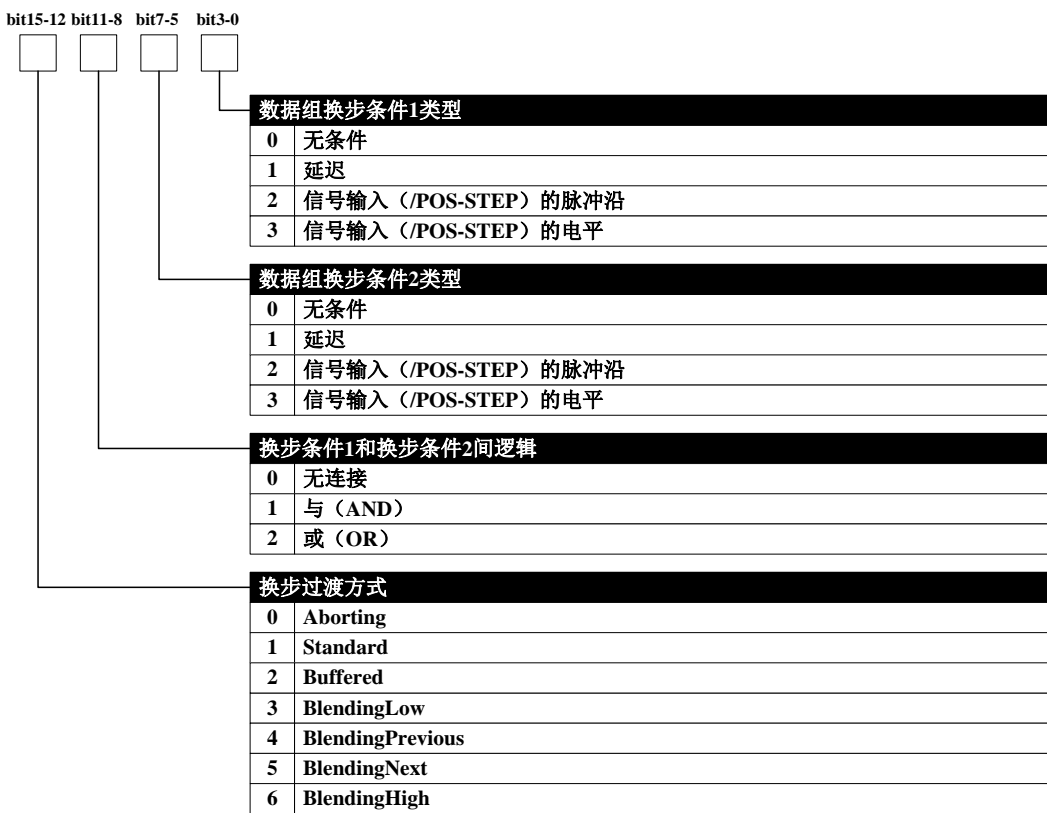 bit15-12 bit11-8 bit7-5 bit3-0
数据组换步条件1类型
0 无条件
1 延迟
2 信号输入（/POS-STEP）的脉冲沿
3 信号输入（/POS-STEP）的电平
数据组换步条件2类型
0 无条件
1 延迟
2 信号输入（/POS-STEP）的脉冲沿
3 信号输入（/POS-STEP）的电平
换步条件1和换步条件2间逻辑
0 无连接
1 与（AND）
2 或（OR）
换步过渡方式
0 Aborting
1 Standard
2 Buffered
3 BlendingLow
4 BlendingPrevious
5 BlendingNext
6 BlendingHigh